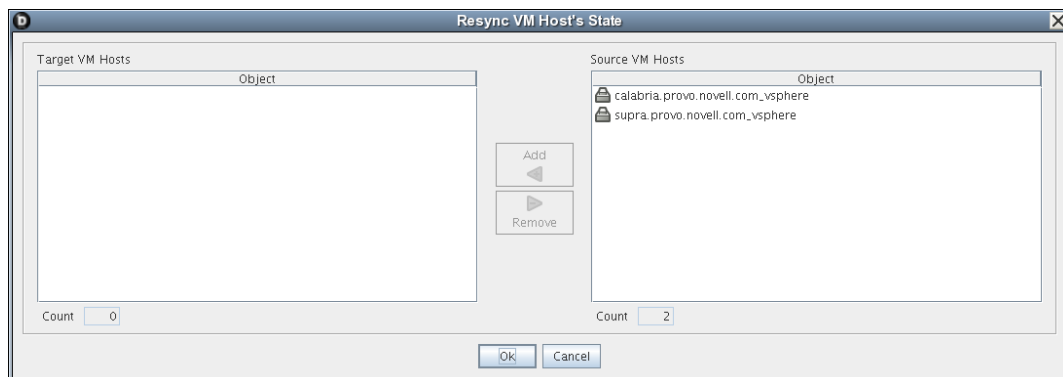 D
Resync VM Host's State
Target VM Hosts
Object
Count 0
Add
Remove
Source VM Hosts
Object
calabria.provo.novell.com_vsphere
supra.provo.novell.com_vsphere
Count 2
Ok
Cancel